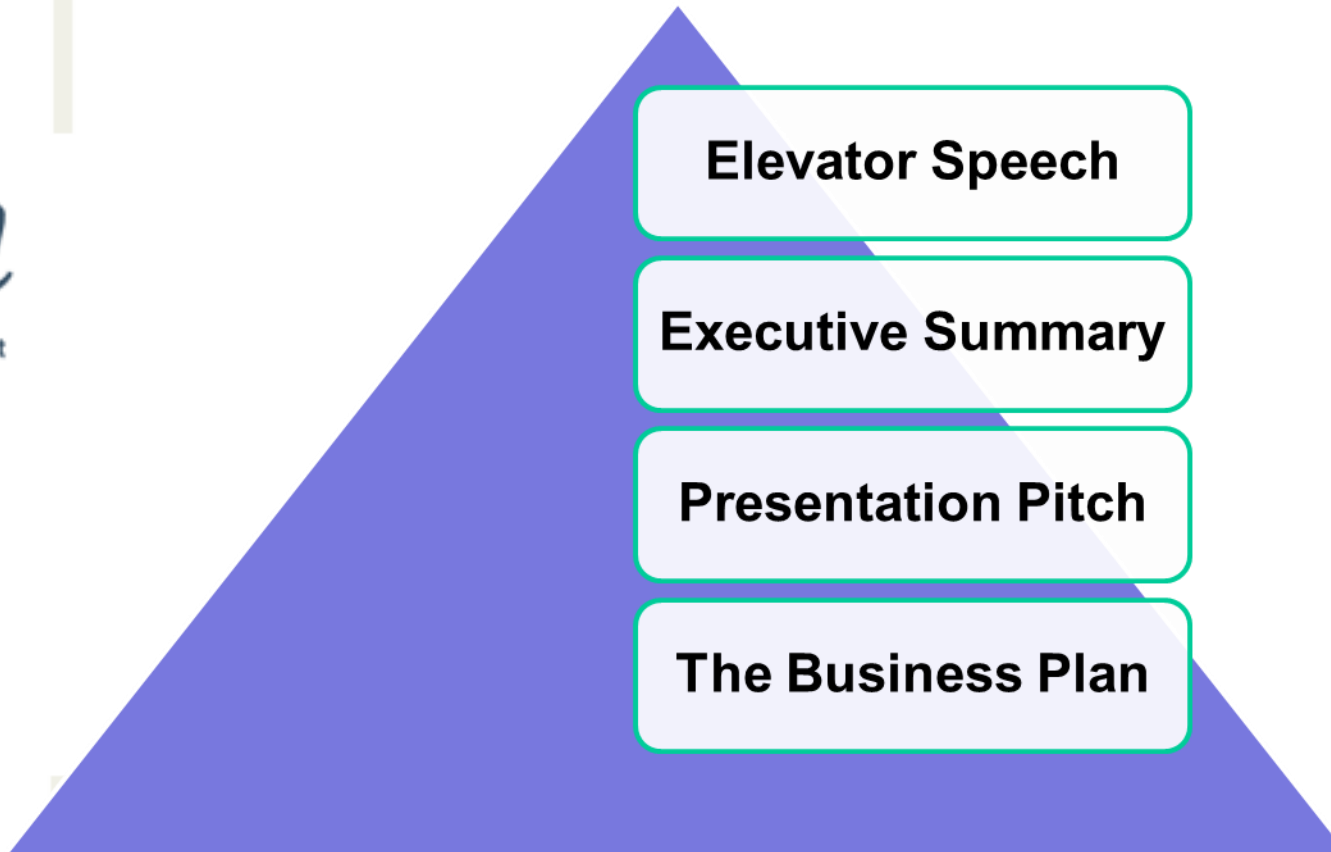 Elevator Speech
Executive Summary
Presentation Pitch
The Business Plan